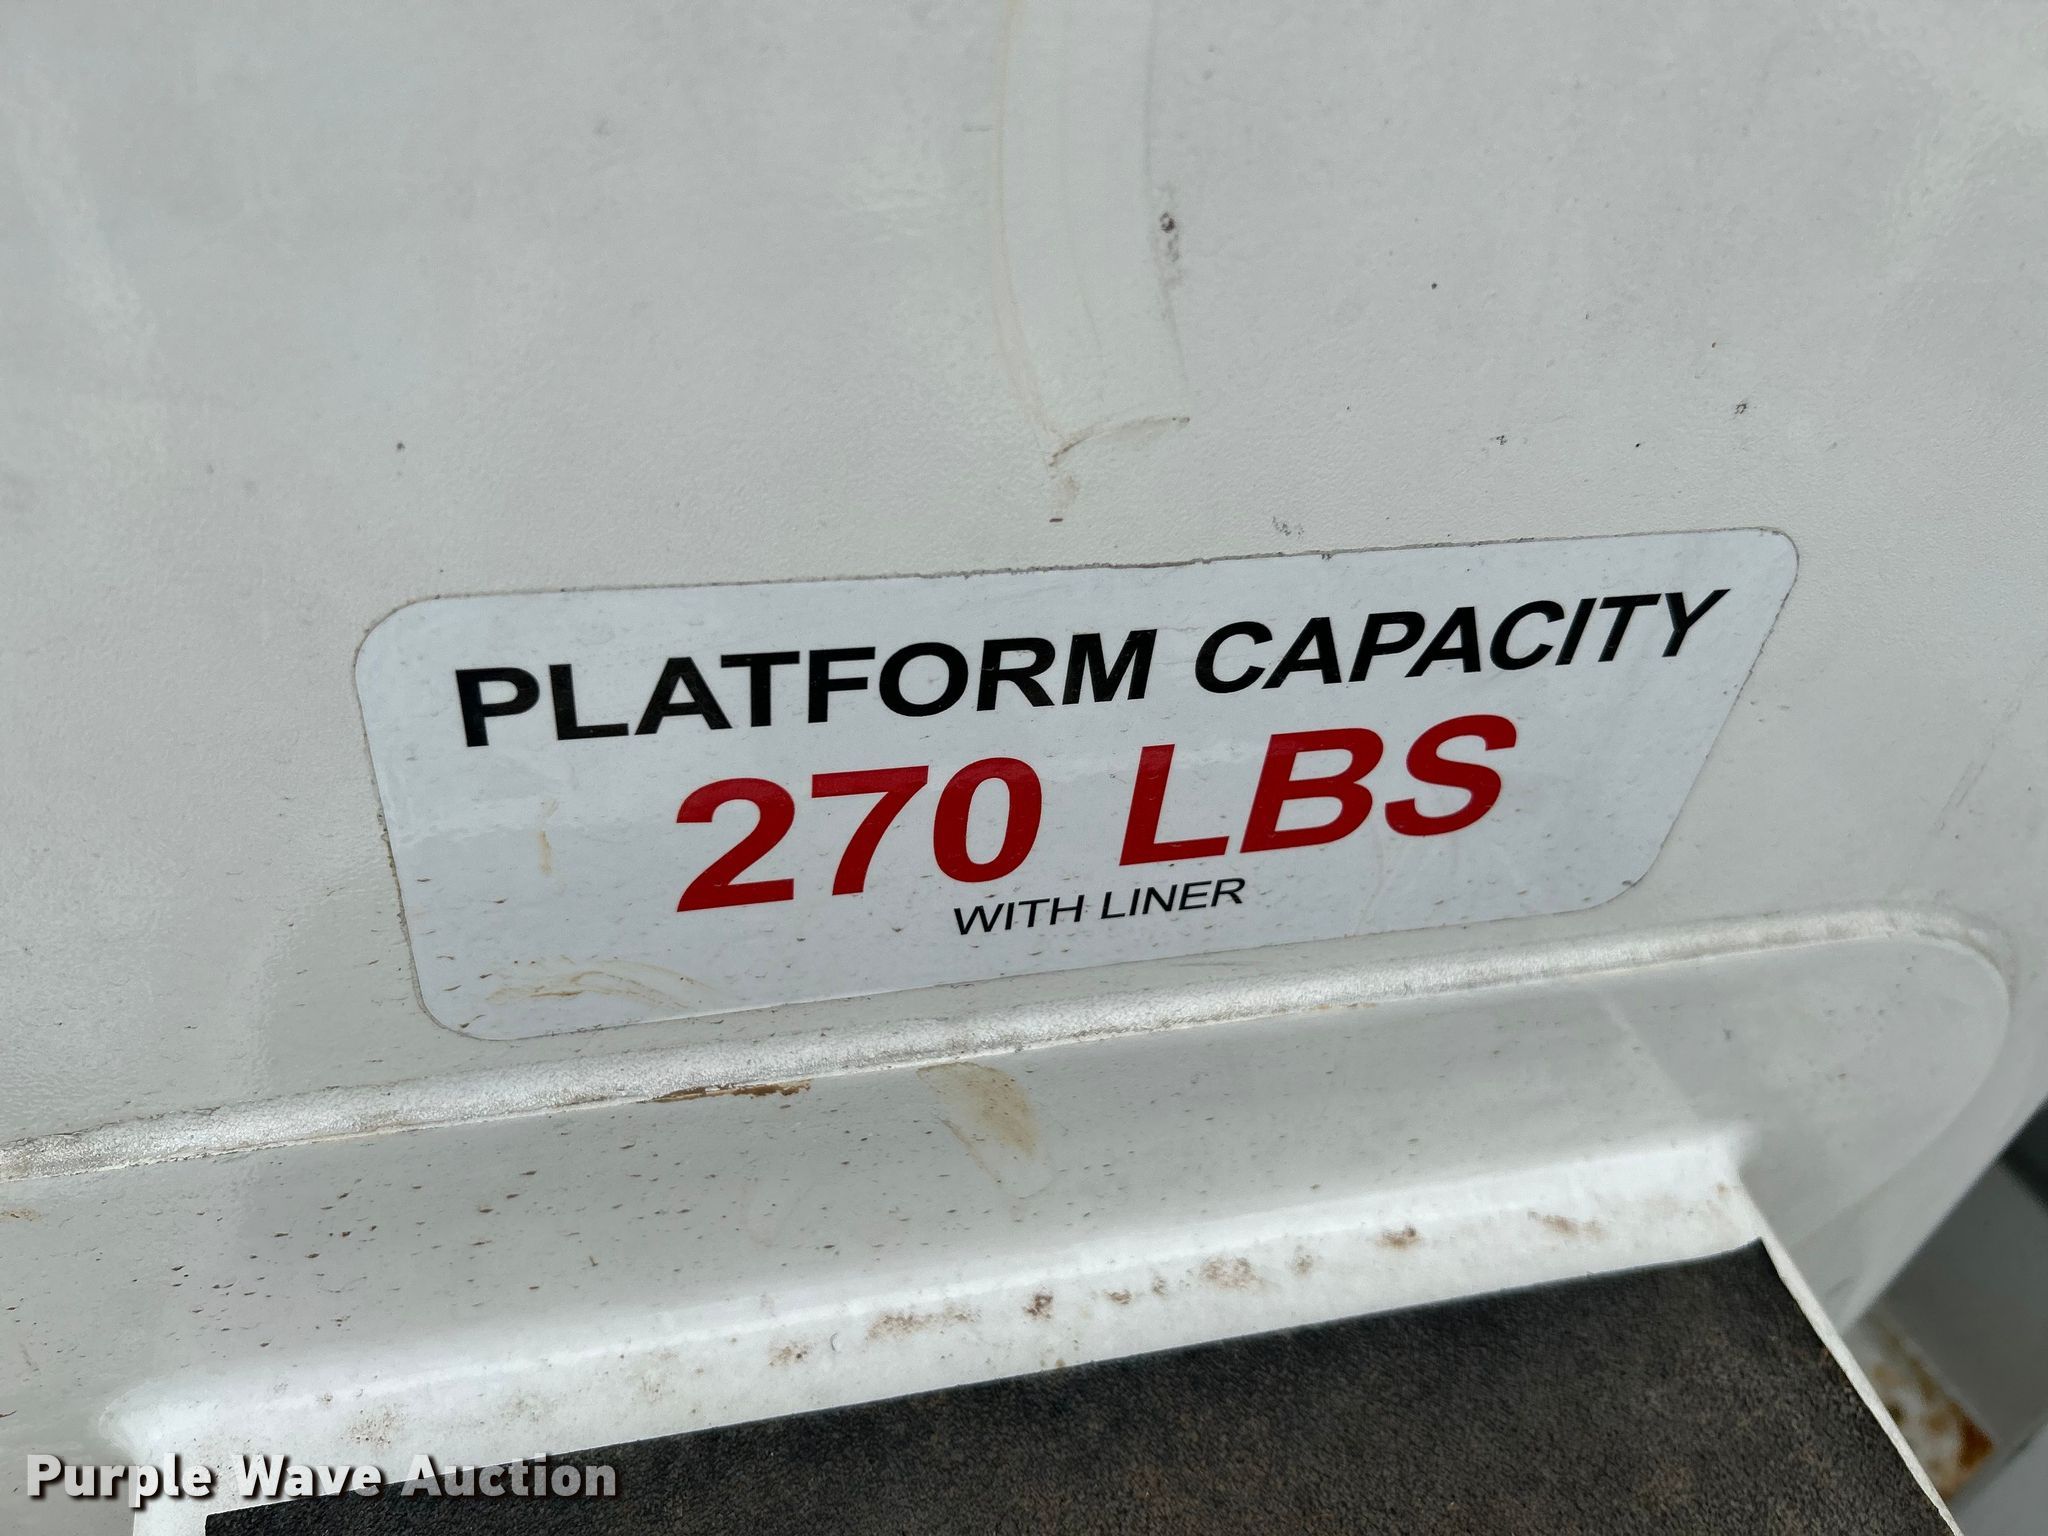 PLATFORM CAPACITY
270 LBS
WITH LINER
Purple Wave Auction